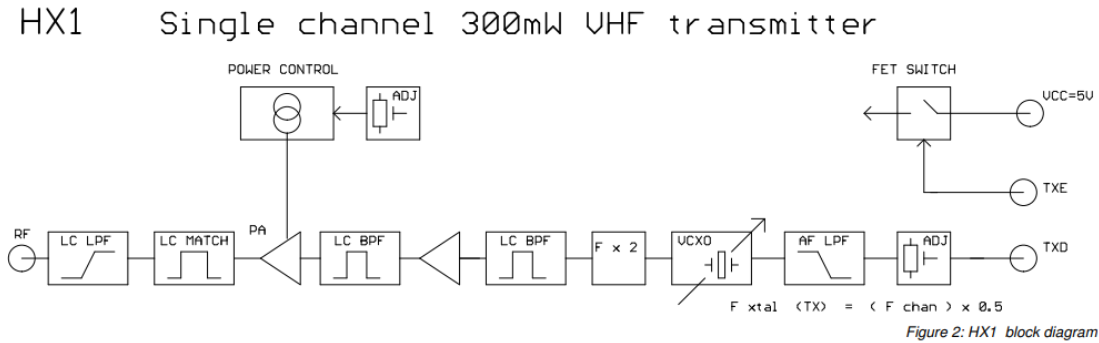 HX1 Single channel 300mW VHF transmitter
POWER CONTROL
ADJ
FET SWITCH
VCC=5V
TXE
RF
LC LPF
LC MATCH
PA
LC BPF
LC BPF
F x 2
VCXO
AF LPF
ADJ
TXD
F xtal (TX) = ( F chan ) x 0.5
Figure 2: HX1 block diagram